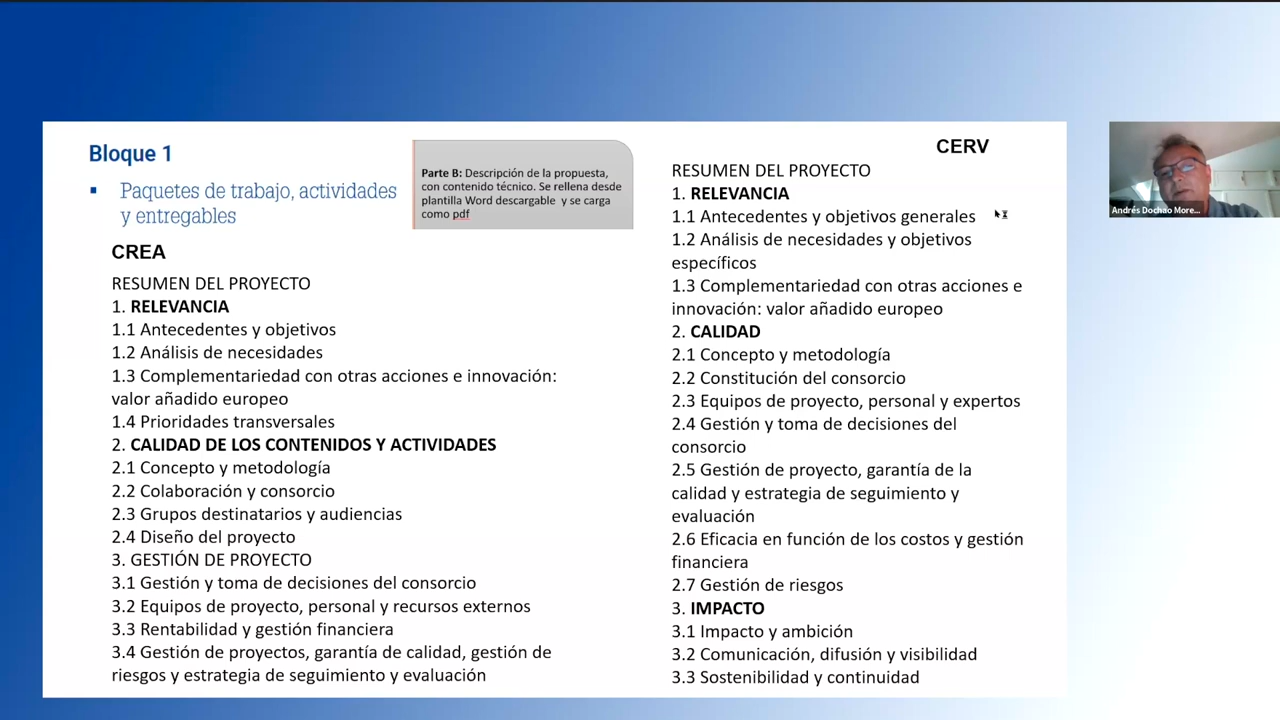 Bloque 1
▪ Paquetes de trabajo, actividades
y entregables
Parte B: Descripción de la propuesta,
con contenido técnico. Se rellena desde
plantilla Word descargable y se carga
como pdf
CREA
RESUMEN DEL PROYECTO
1. RELEVANCIA
1.1 Antecedentes y objetivos
1.2 Análisis de necesidades
1.3 Complementariedad con otras acciones e innovación:
valor añadido europeo
1.4 Prioridades transversales
2. CALIDAD DE LOS CONTENIDOS Y ACTIVIDADES
2.1 Concepto y metodología
2.2 Colaboración y consorcio
2.3 Grupos destinatarios y audiencias
2.4 Diseño del proyecto
3. GESTIÓN DE PROYECTO
3.1 Gestión y toma de decisiones del consorcio
3.2 Equipos de proyecto, personal y recursos externos
3.3 Rentabilidad y gestión financiera
3.4 Gestión de proyectos, garantía de calidad, gestión de
riesgos y estrategia de seguimiento y evaluación
CERV
RESUMEN DEL PROYECTO
1. RELEVANCIA
1.1 Antecedentes y objetivos generales
1.2 Análisis de necesidades y objetivos
específicos
1.3 Complementariedad con otras acciones e
innovación: valor añadido europeo
2. CALIDAD
2.1 Concepto y metodología
2.2 Constitución del consorcio
2.3 Equipos de proyecto, personal y expertos
2.4 Gestión y toma de decisiones del
consorcio
2.5 Gestión de proyecto, garantía de la
calidad y estrategia de seguimiento y
evaluación
2.6 Eficacia en función de los costos y gestión
financiera
2.7 Gestión de riesgos
3. IMPACTO
3.1 Impacto y ambición
3.2 Comunicación, difusión y visibilidad
3.3 Sostenibilidad y continuidad
Andrés Dochao More...